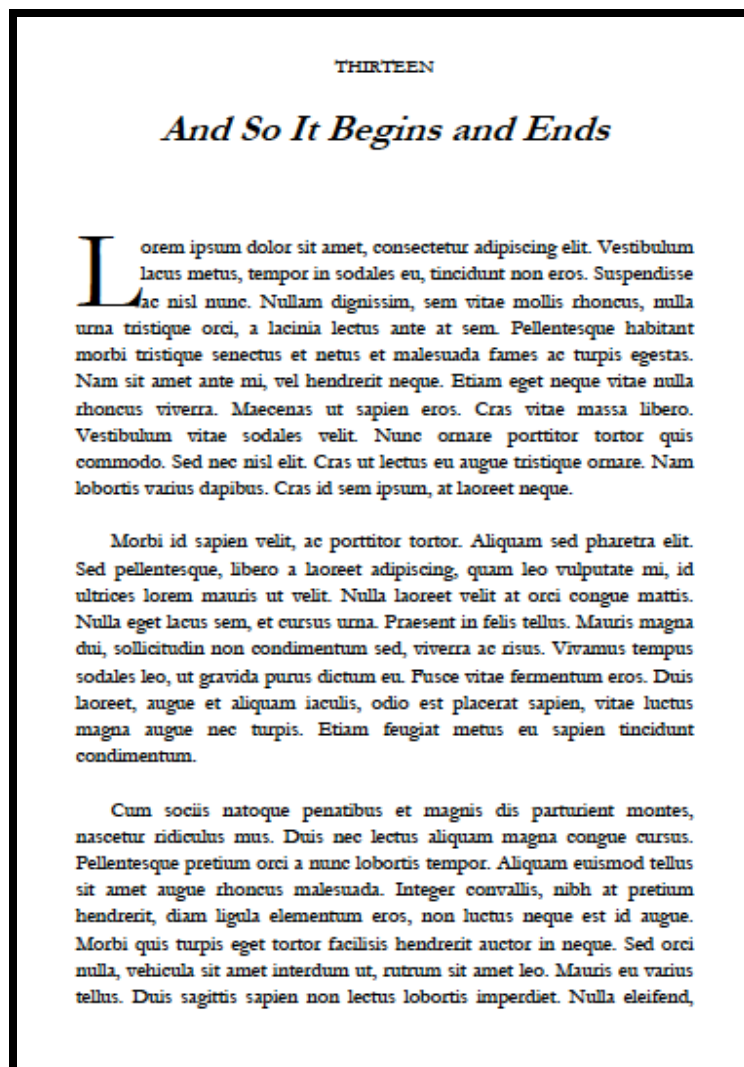 THIRTEEN
And So It Begins and Ends
Lorem ipsum dolor sit amet, consectetur adipiscing elit. Vestibulum
lacus metus, tempor in sodales eu, tincidunt non eros. Suspendisse
ac nisl nunc. Nullam dignissim, sem vitae mollis rhoncus, nulla
urna tristique orci, a lacinia lectus ante at sem. Pellentesque habitant
morbi tristique senectus et netus et malesuada fames ac turpis egestas.
Nam sit amet ante mi, vel hendrerit neque. Etiam eget neque vitae nulla
rhoncus viverra. Maecenas ut sapien eros. Cras vitae massa libero.
Vestibulum vitae sodales velit. Nunc ornare porttitor tortor quis
commodo. Sed nec nisl elit. Cras ut lectus eu augue tristique ornare. Nam
lobortis varius dapibus. Cras id sem ipsum, at laoreet neque.
Morbi id sapien velit, ac porttitor tortor. Aliquam sed pharetra elit.
Sed pellentesque, libero a laoreet adipiscing, quam leo vulputate mi, id
ultrices lorem mauris ut velit. Nulla laoreet velit at orci congue mattis.
Nulla eget lacus sem, et cursus urna. Praesent in felis tellus. Mauris magna
dui, sollicitudin non condimentum sed, viverra ac risus. Vivamus tempus
sodales leo, ut gravida purus dictum eu. Fusce vitae fermentum eros. Duis
laoreet, augue et aliquam iaculis, odio est placerat sapien, vitae luctus
magna augue nec turpis. Etiam feugiat metus eu sapien tincidunt
condimentum.
Cum sociis natoque penatibus et magnis dis parturient montes,
nascetur ridiculus mus. Duis nec lectus aliquam magna congue cursus.
Pellentesque pretium orci a nunc lobortis tempor. Aliquam euismod tellus
sit amet augue rhoncus malesuada. Integer convallis, nibh at pretium
hendrerit, diam ligula elementum eros, non luctus neque est id augue.
Morbi quis turpis eget tortor facilisis hendrerit auctor in neque. Sed orci
nulla, vehicula sit amet interdum ut, rutrum sit amet leo. Mauris eu varius
tellus. Duis sagittis sapien non lectus lobortis imperdiet. Nulla eleifend,